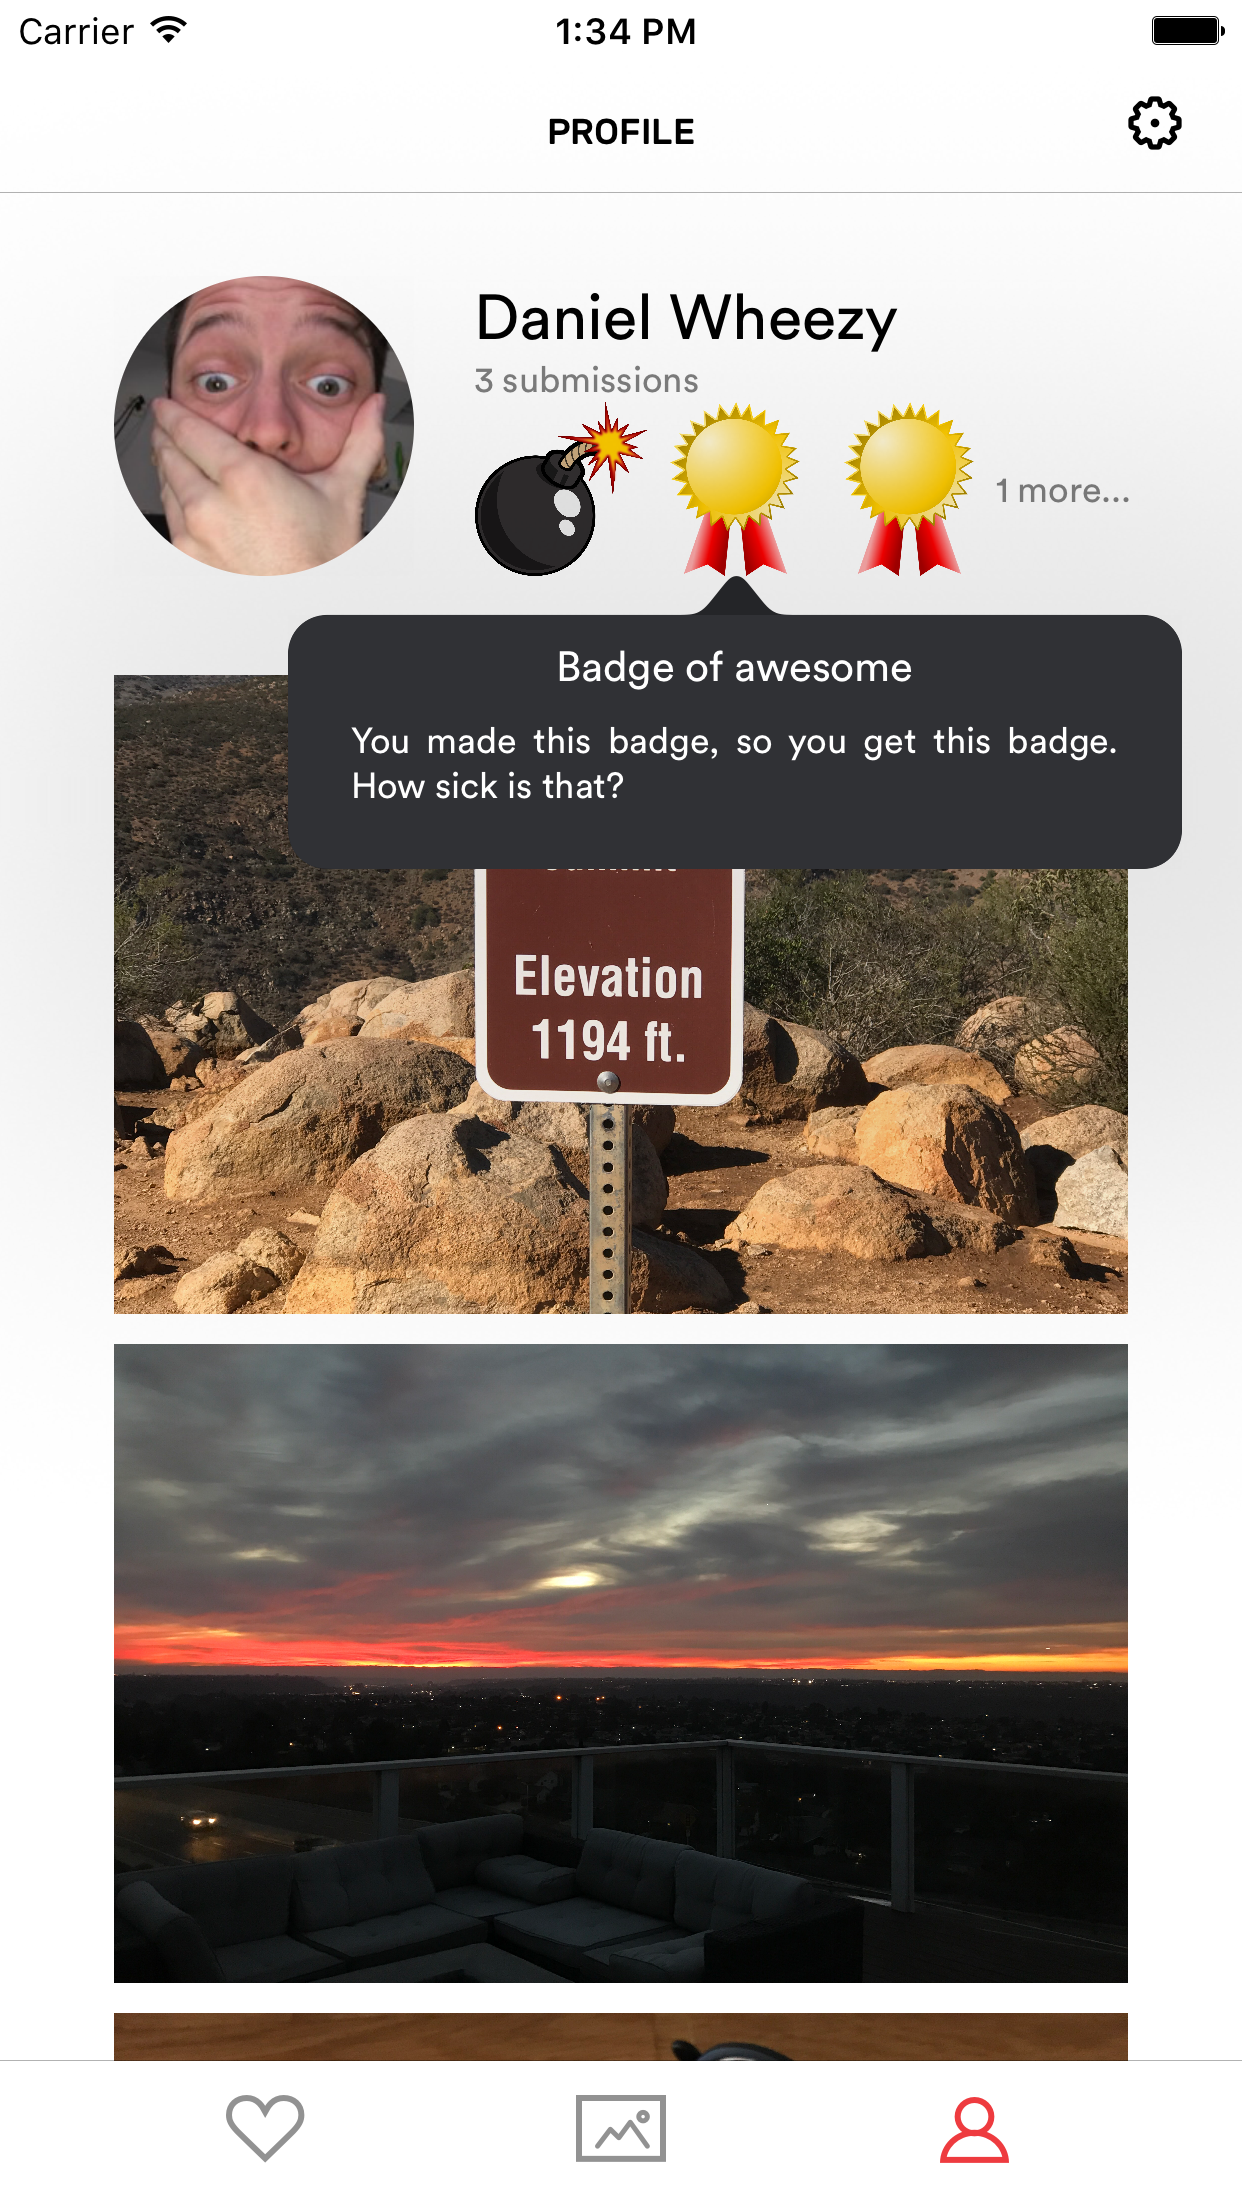 Carrier 1:34 PM
PROFILE
Daniel Wheezy
3 submissions
1 more...
Badge of awesome
You made this badge, so you get this badge.
How sick is that?
Elevation
1194 ft.